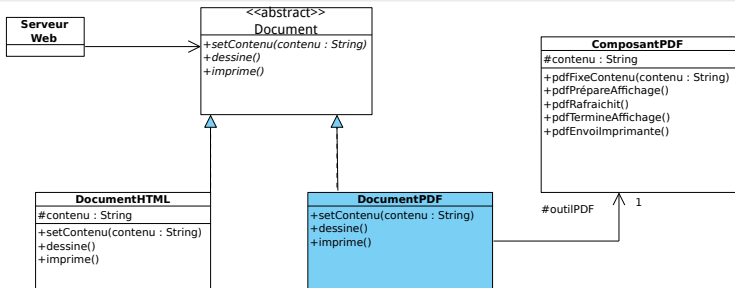 Serveur
Web
<<abstract>>
Document
+setContenu(contenu : String)
+dessine()
+imprime()
ComposantPDF
#contenu : String
+pdfFixeContenu(contenu : String)
+pdfPrépareAffichage()
+pdfRafraichit()
+pdfTermineAffichage()
+pdfEnvoiImprimante()
DocumentHTML
#contenu : String
+setContenu(contenu : String)
+dessine()
+imprime()
DocumentPDF
+setContenu(contenu : String)
+dessine()
+imprime()
#outilPDF
1